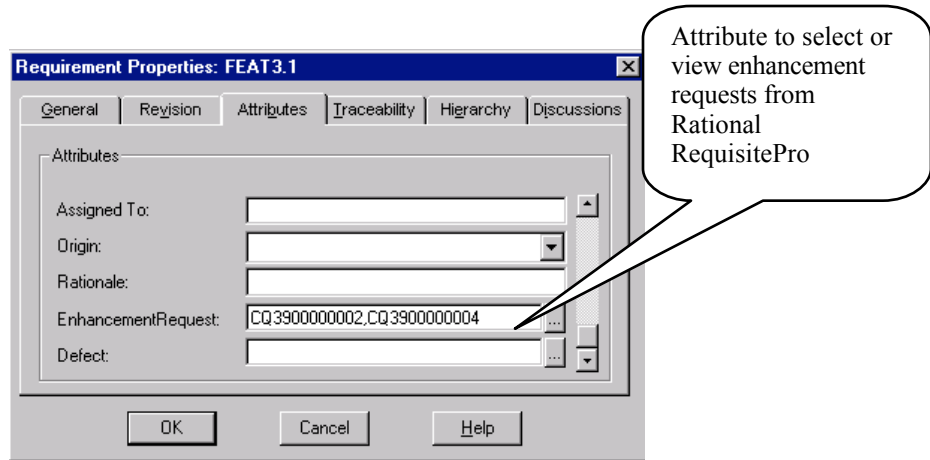 Attribute to select or
view enhancement
requests from
Rational
RequisitePro
Requirement Properties: FEAT3.1
General Revision Attributes Traceability Hierarchy Discussions
Attributes
Assigned To:
Origin:
Rationale:
EnhancementRequest: CQ3900000002,CQ3900000004 ...
Defect: ...
OK Cancel Help